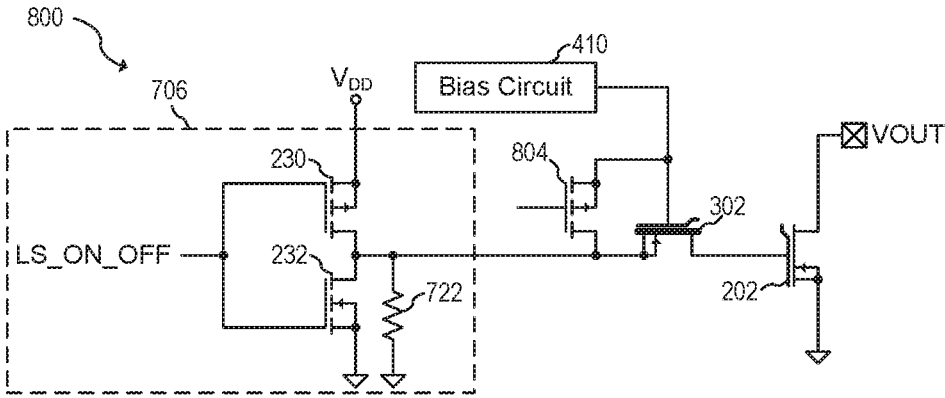 800
410
Bias Circuit
706
VDD
VOUT
230
804
302
LS_ON_OFF
232
722
202